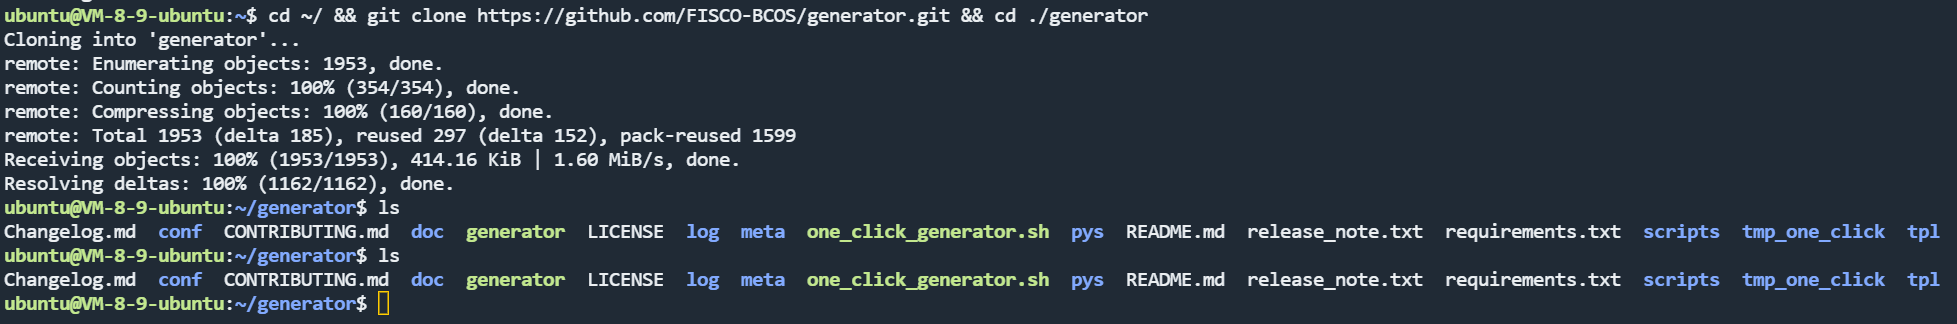 ubuntu@VM-8-9-ubuntu:~$ cd ~/ && git clone https://github.com/FISCO-BCOS/generator.git && cd ./generator
Cloning into 'generator'...
remote: Enumerating objects: 1953, done.
remote: Counting objects: 100% (354/354), done.
remote: Compressing objects: 100% (160/160), done.
remote: Total 1953 (delta 185), reused 297 (delta 152), pack-reused 1599
Receiving objects: 100% (1953/1953), 414.16 KiB | 1.60 MiB/s, done.
Resolving deltas: 100% (1162/1162), done.
ubuntu@VM-8-9-ubuntu:~/generator$ ls
Changelog.md  conf  CONTRIBUTING.md  doc  generator  LICENSE  log  meta  one_click_generator.sh  pys  README.md  release_note.txt  requirements.txt  scripts  tmp_one_click  tpl
ubuntu@VM-8-9-ubuntu:~/generator$ ls
Changelog.md  conf  CONTRIBUTING.md  doc  generator  LICENSE  log  meta  one_click_generator.sh  pys  README.md  release_note.txt  requirements.txt  scripts  tmp_one_click  tpl
ubuntu@VM-8-9-ubuntu:~/generator$